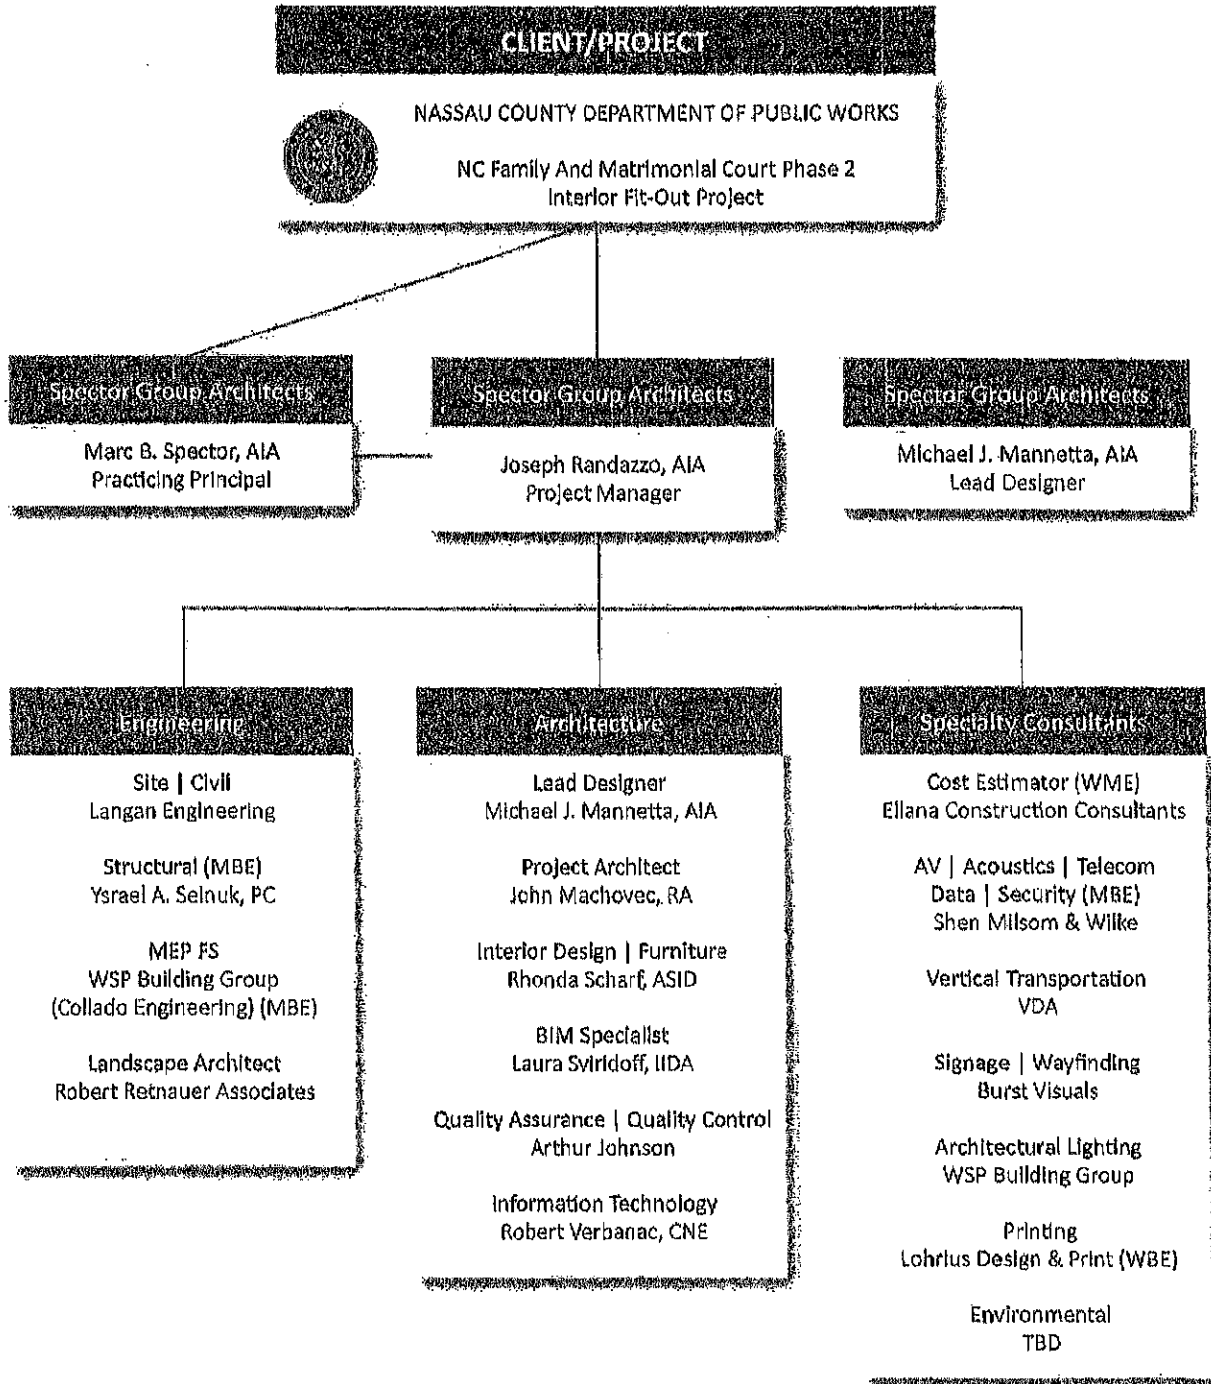 CLIENT/PROJECT
NASSAU COUNTY DEPARTMENT OF PUBLIC WORKS
NC Family And Matrimonial Court Phase 2
Interior Fit-Out Project
Spector Group Architects
Marc B. Spector, AIA
Practicing Principal
Spector Group Architects
Joseph Randazzo, AIA
Project Manager
Spector Group Architects
Michael J. Mannetta, AIA
Lead Designer
Engineering
Site | Civil
Langan Engineering
Structural (MBE)
Ysrael A. Seinuk, PC
MEP FS
WSP Building Group
(Collado Engineering) (MBE)
Landscape Architect
Robert Retnauer Associates
Architecture
Lead Designer
Michael J. Mannetta, AIA
Project Architect
John Machovec, RA
Interior Design | Furniture
Rhonda Scharf, ASID
BIM Specialist
Laura Sviridoff, IIDA
Quality Assurance | Quality Control
Arthur Johnson
Information Technology
Robert Verbanac, CNE
Specialty Consultants
Cost Estimator (WME)
Ellana Construction Consultants
AV | Acoustics | Telecom
Data | Security (MBE)
Shen Milsom & Wilke
Vertical Transportation
VDA
Signage | Wayfinding
Burst Visuals
Architectural Lighting
WSP Building Group
Printing
Lohrius Design & Print (WBE)
Environmental
TBD